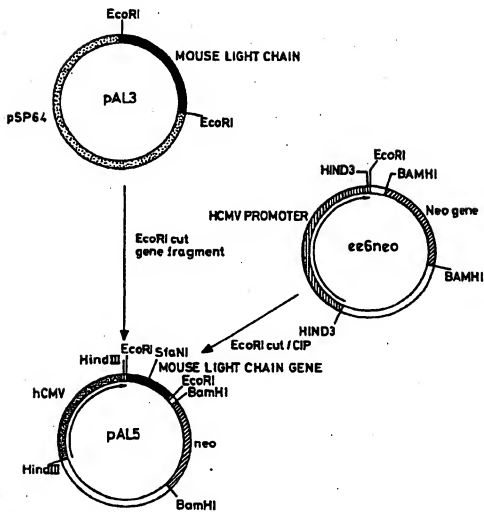 EcoRI
MOUSE LIGHT CHAIN
pAL3
pSP64
EcoRI
EcoRI
HIND3
BAMHI
HCMV PROMOTER
Neo gene
ee6neo
EcoRI cut
gene fragment
BAMHI
HIND3
EcoRI cut / CIP
EcoRI
SfaNI
HindIII
MOUSE LIGHT CHAIN GENE
EcoRI
BamHI
hCMV
pAL5
neo
HindIII
BamHI